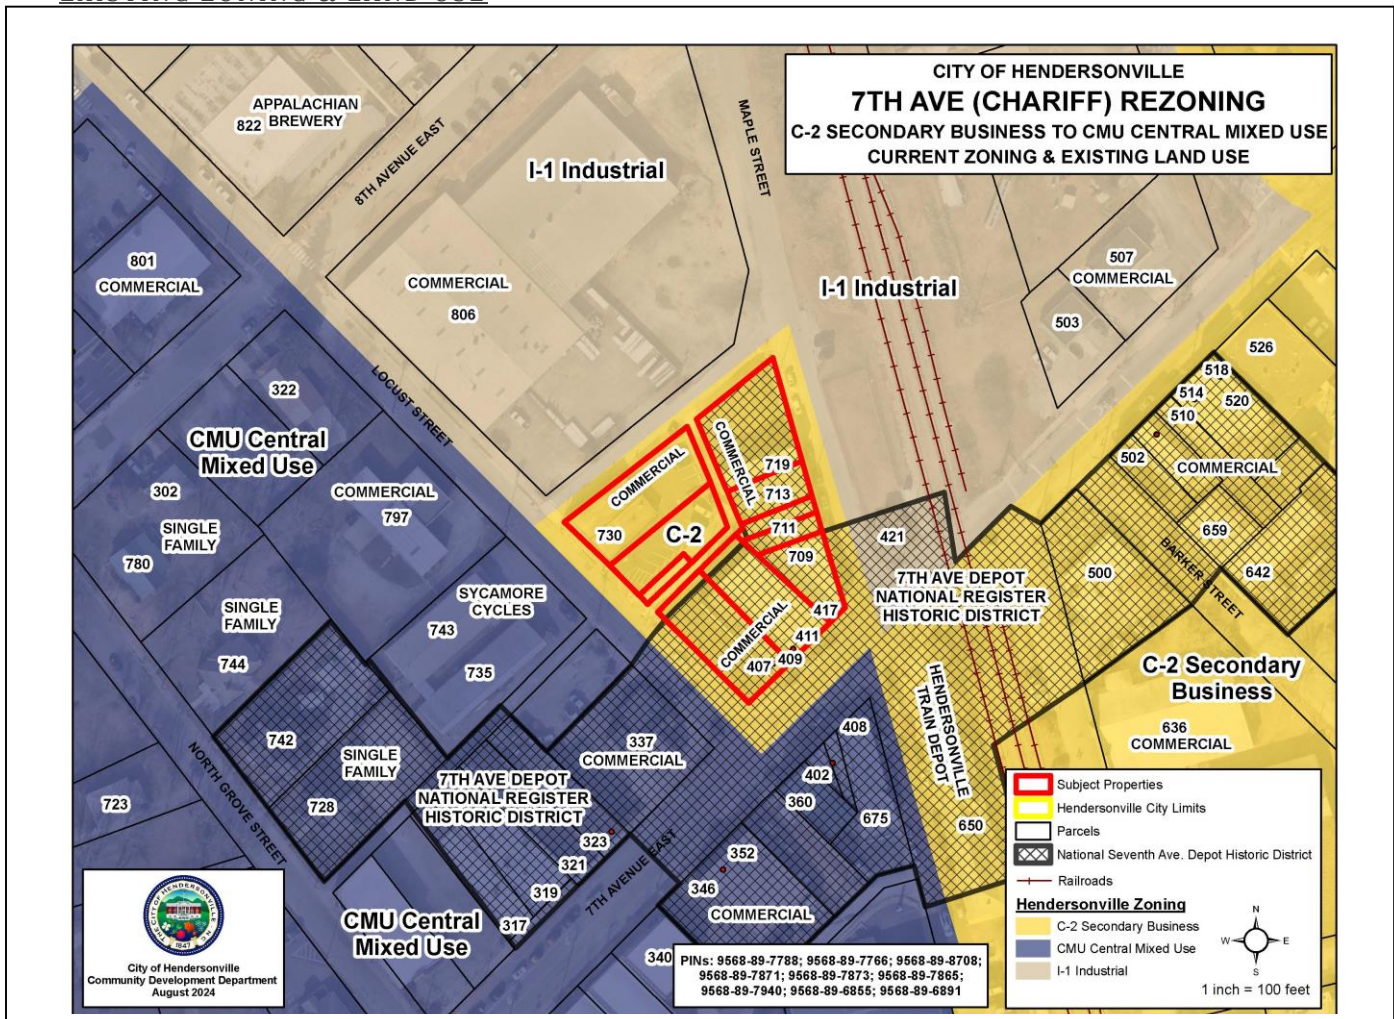 EXISTING ZONING & LAND USE
CITY OF HENDERSONVILLE
7TH AVE (CHARIFF) REZONING
C-2 SECONDARY BUSINESS TO CMU CENTRAL MIXED USE
CURRENT ZONING & EXISTING LAND USE
APPALACHIAN
BREWERY
822
8TH AVENUE EAST
I-1 Industrial
MAPLE STREET
801
COMMERCIAL
COMMERCIAL
806
I-1 Industrial
507
COMMERCIAL
503
322
LOCUST STREET
CMU Central
Mixed Use
302
SINGLE
FAMILY
780
COMMERCIAL
797
SINGLE
FAMILY
744
SYCAMORE
CYCLES
743
735
COMMERCIAL
730
C-2
COMMERCIAL
719
713
711
709
417
411
409
407
COMMERCIAL
421
7TH AVE DEPOT
NATIONAL REGISTER
HISTORIC DISTRICT
500
526
518
514
520
510
502
COMMERCIAL
659
642
BARKER STREET
C-2 Secondary
Business
636
COMMERCIAL
HENDERSONVILLE
TRAIN DEPOT
650
742
SINGLE
FAMILY
728
NORTH GROVE STREET
723
7TH AVE DEPOT
NATIONAL REGISTER
HISTORIC DISTRICT
337
COMMERCIAL
323
321
319
317
7TH AVENUE EAST
408
402
360
675
352
346
COMMERCIAL
340
CMU Central
Mixed Use
THE CITY OF HENDERSONVILLE, N.C.
1847
City of Hendersonville
Community Development Department
August 2024
PINs: 9568-89-7788; 9568-89-7766; 9568-89-8708;
9568-89-7871; 9568-89-7873; 9568-89-7865;
9568-89-7940; 9568-89-6855; 9568-89-6891
Subject Properties
Hendersonville City Limits
Parcels
National Seventh Ave. Depot Historic District
Railroads
Hendersonville Zoning
C-2 Secondary Business
CMU Central Mixed Use
I-1 Industrial
N
W
E
S
1 inch = 100 feet